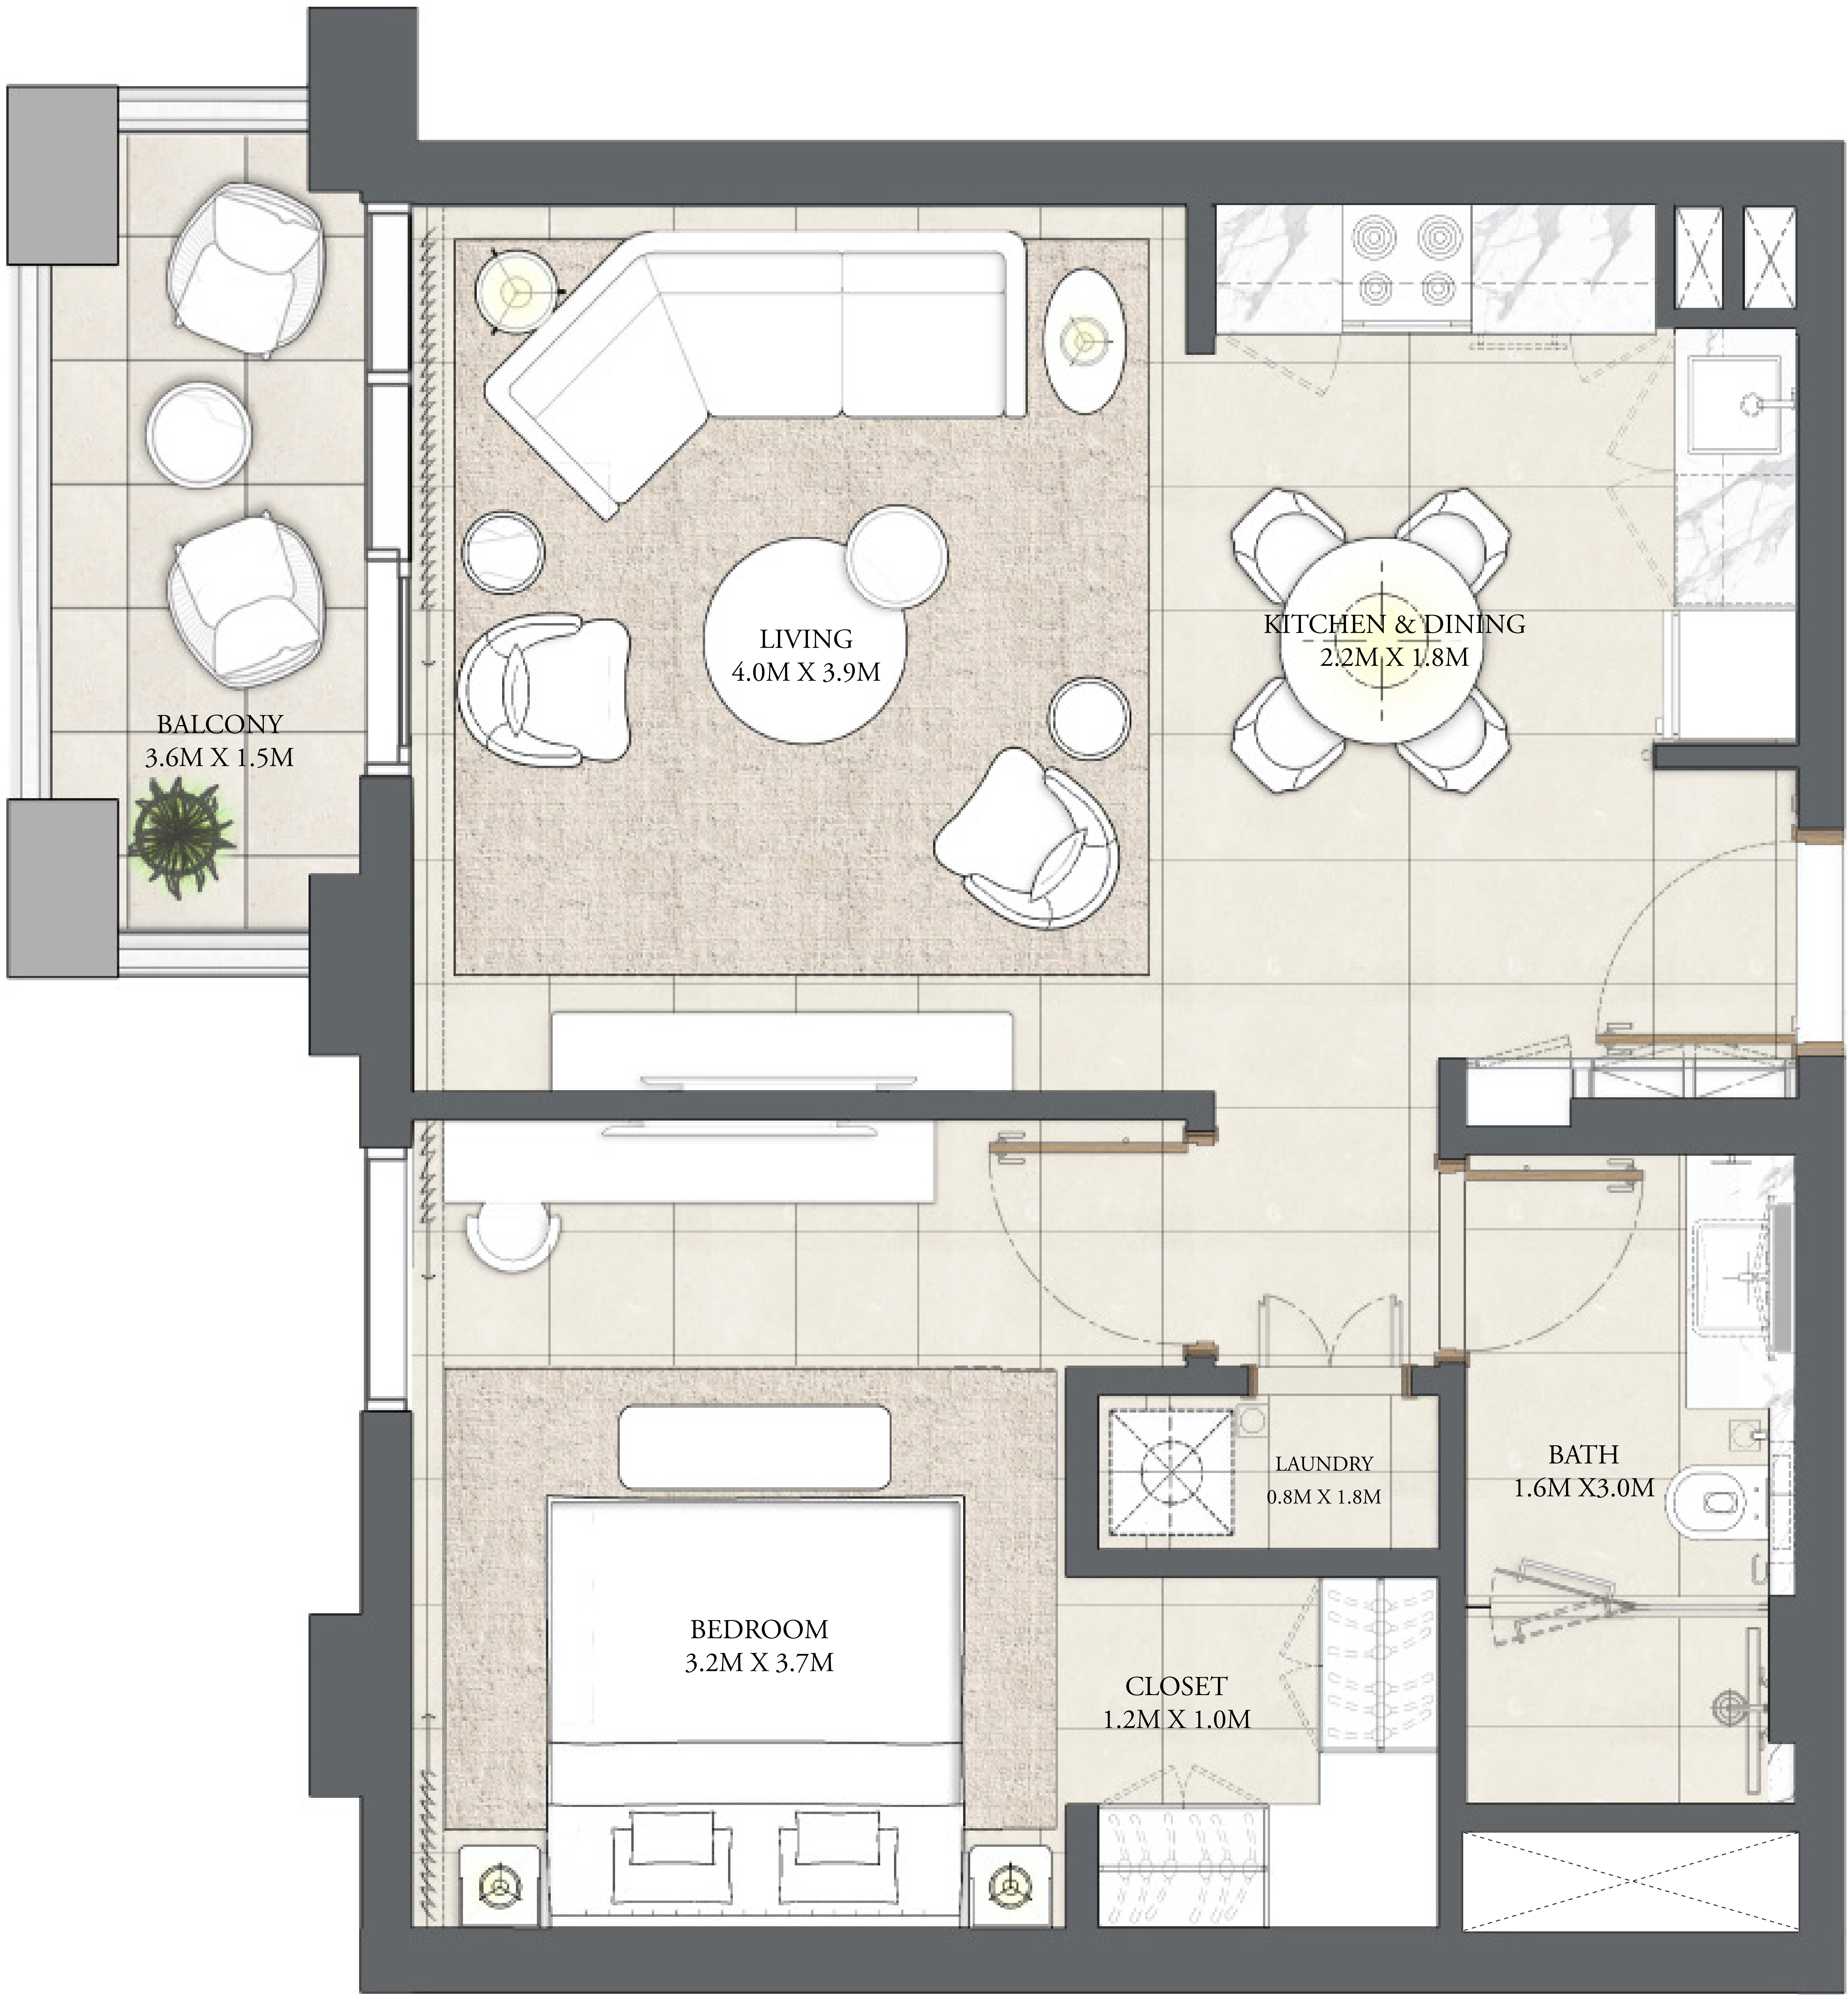 LIVING
4.0M X 3.9M
KITCHEN & DINING
2.2M X 1.8M
BALCONY
3.6M X 1.5M
BATH
1.6M X3.0M
LAUNDRY
0.8M X 1.8M
BEDROOM
3.2M X 3.7M
CLOSET
1.2M X 1.0M